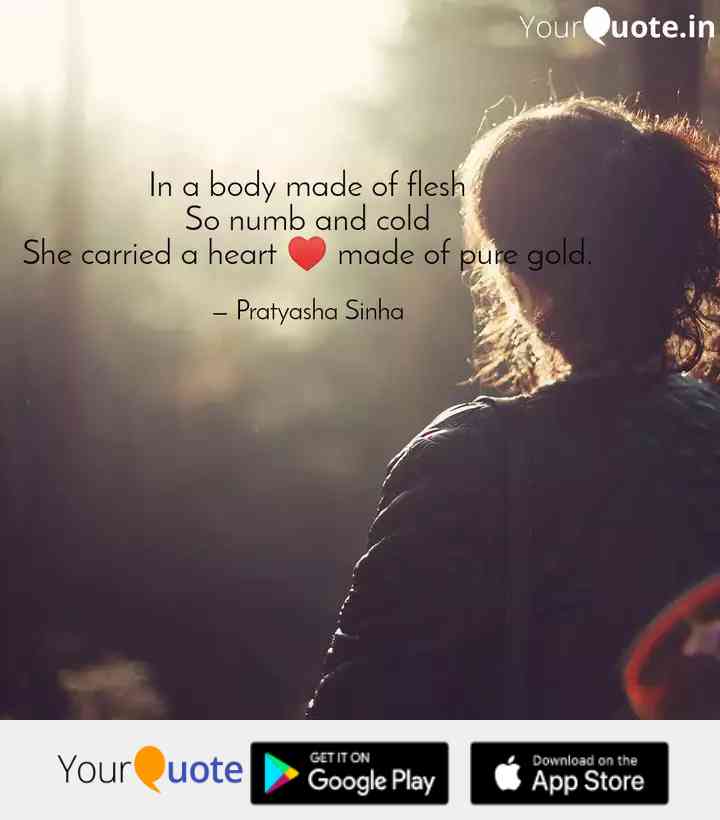 YourQuote.in
In a body made of flesh
So numb and cold
She carried a heart ❤ made of pure gold.
– Pratyasha Sinha
YourQuote
GET IT ON
Google Play
Download on the
App Store